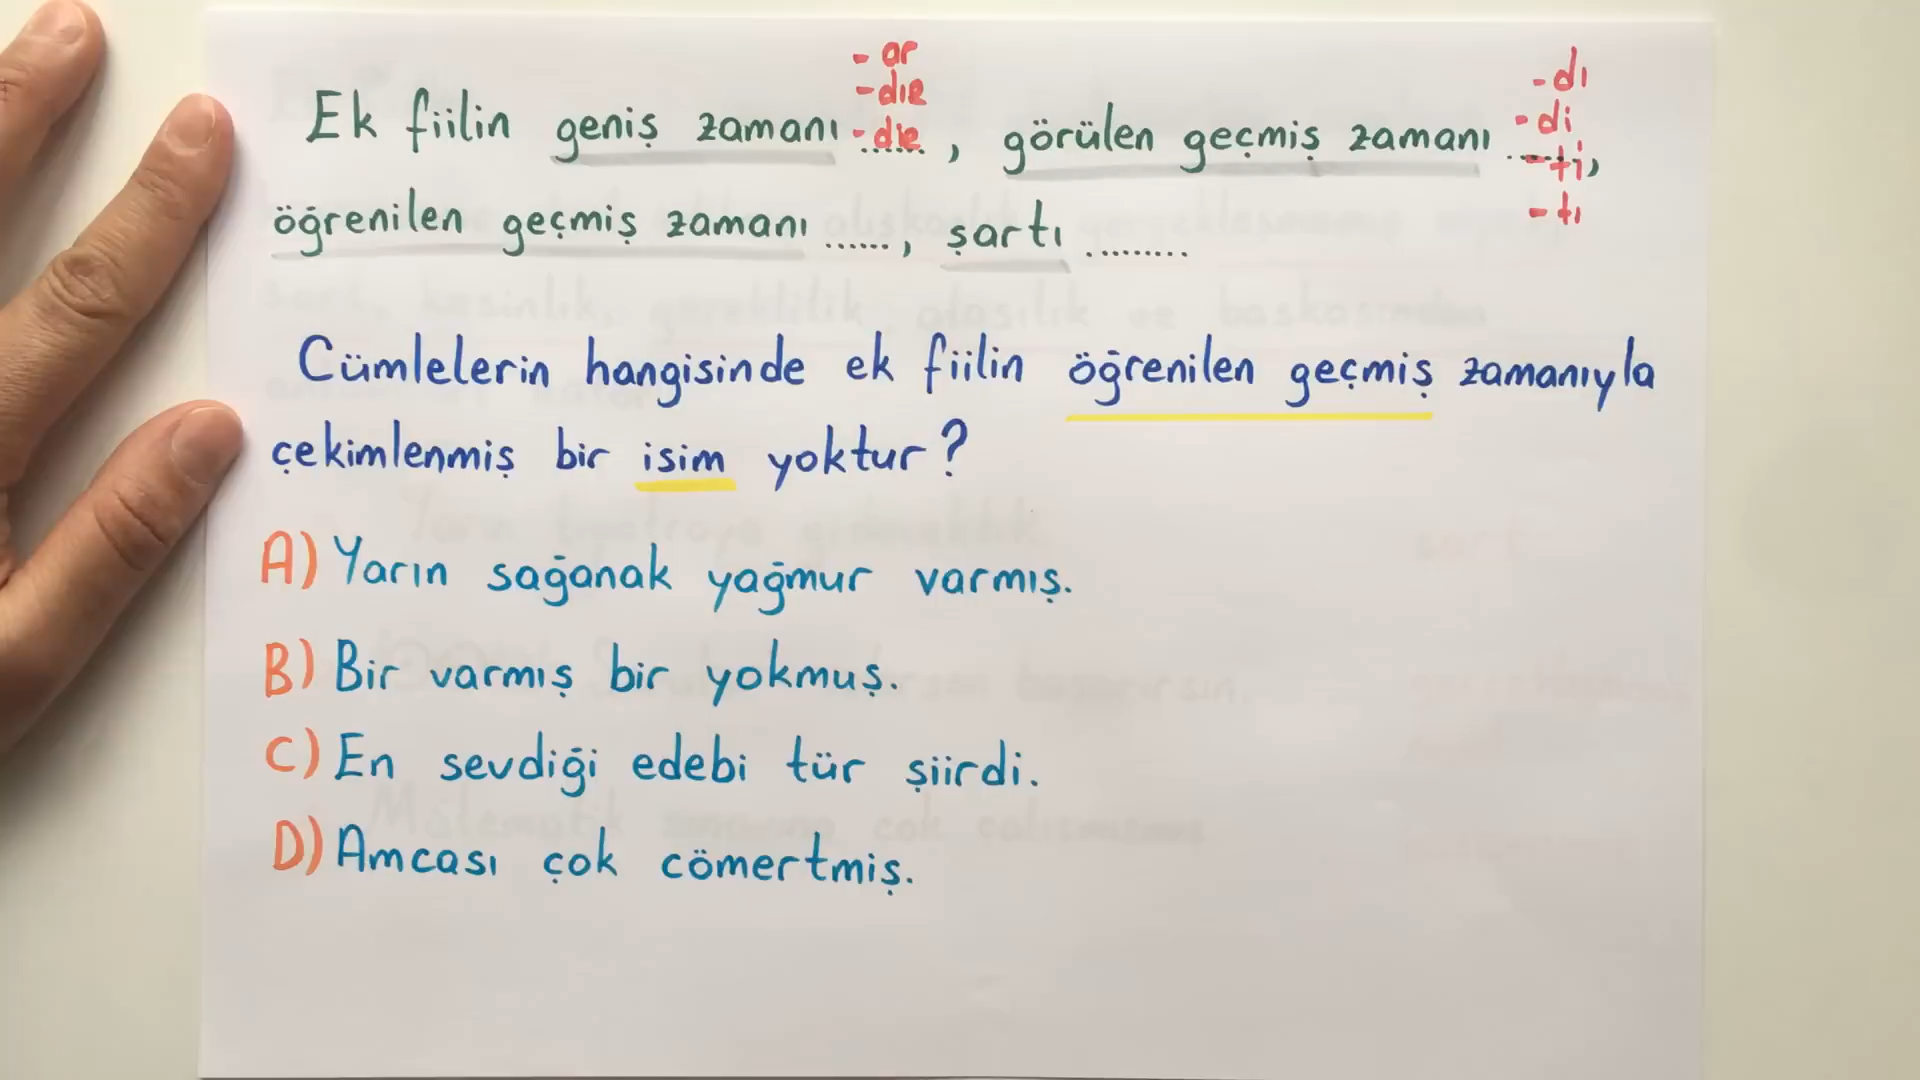 - ar
- dır
Ek fiilin geniş zamanı - dir ......, görülen geçmiş zamanı ......,
- dı
- di
- ti
- tı
öğrenilen geçmiş zamanı ......, şartı .........
Cümlelerin hangisinde ek fiilin öğrenilen geçmiş zamanıyla
çekimlenmiş bir isim yoktur?
A) Yarın sağanak yağmur varmış.
B) Bir varmış bir yokmuş.
C) En sevdiği edebi tür şiirdi.
D) Amcası çok cömertmiş.